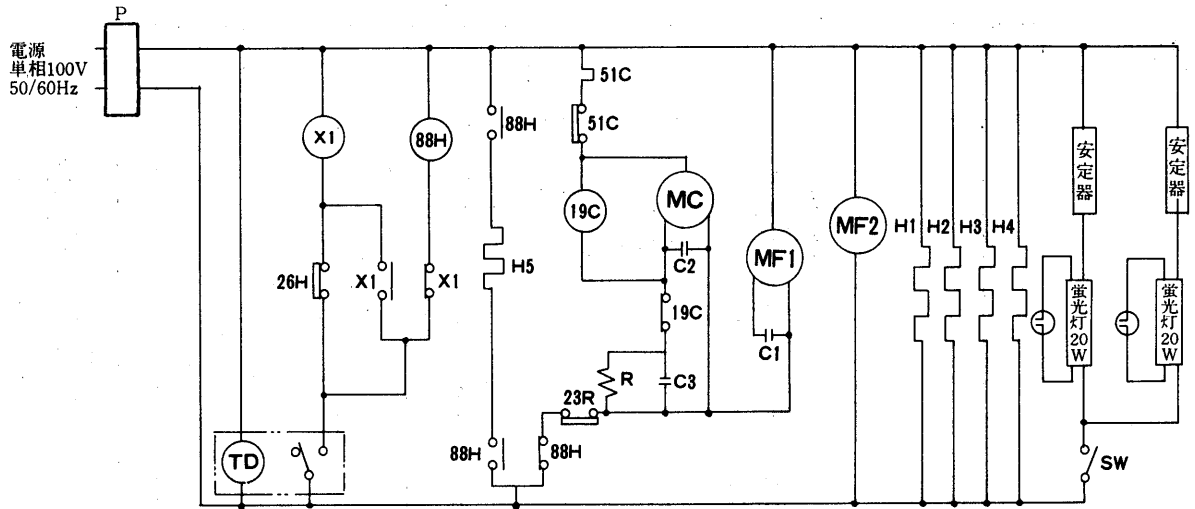 P
電源
単相100V
50/60Hz
51C
51C
88H
X1
88H
19C
MC
C2
MF1
MF2
H1
H2
H3
H4
安定器
安定器
26H
X1
X1
H5
19C
C1
蛍光灯20W
蛍光灯20W
R
C3
23R
88H
88H
TD
SW